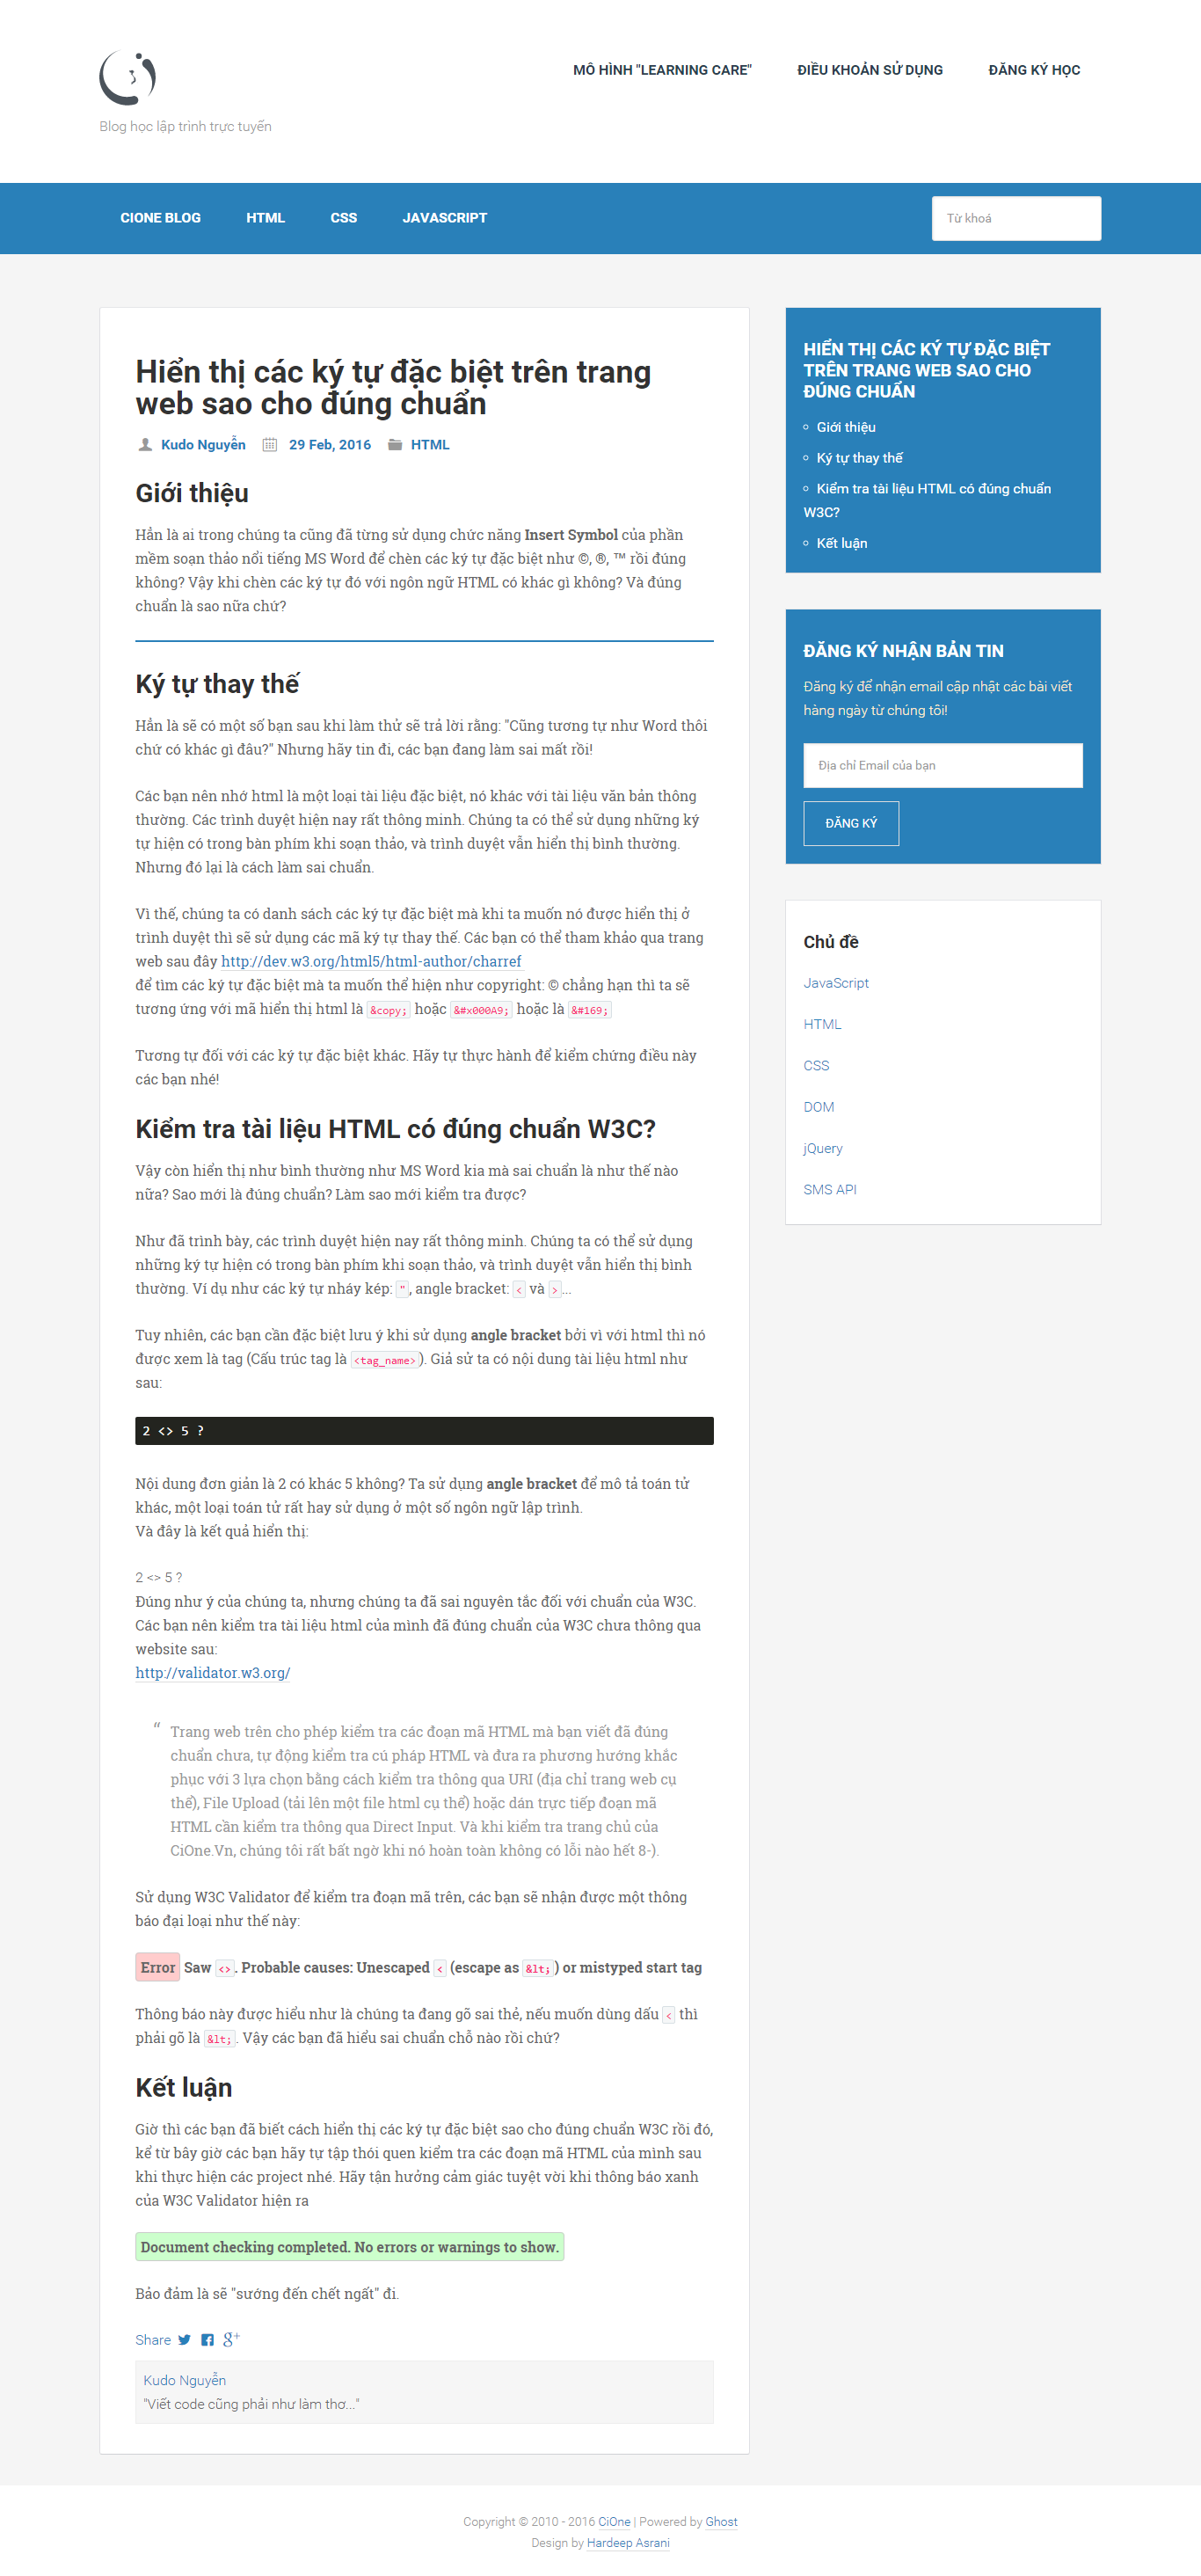 MÔ HÌNH "LEARNING CARE" ĐIỀU KHOẢN SỬ DỤNG ĐĂNG KÝ HỌC
Blog học lập trình trực tuyến
CIONE BLOG HTML CSS JAVASCRIPT Từ khoá
Hiển thị các ký tự đặc biệt trên trang
web sao cho đúng chuẩn
Kudo Nguyễn 29 Feb, 2016 HTML
Giới thiệu
Hẳn là ai trong chúng ta cũng đã từng sử dụng chức năng Insert Symbol của phần
mềm soạn thảo nổi tiếng MS Word để chèn các ký tự đặc biệt như ©, ®, ™ rồi đúng
không? Vậy khi chèn các ký tự đó với ngôn ngữ HTML có khác gì không? Và đúng
chuẩn là sao nữa chứ?
Ký tự thay thế
Hẳn là sẽ có một số bạn sau khi làm thử sẽ trả lời rằng: "Cũng tương tự như Word thôi
chứ có khác gì đâu?" Nhưng hãy tin đi, các bạn đang làm sai mất rồi!
Các bạn nên nhớ html là một loại tài liệu đặc biệt, nó khác với tài liệu văn bản thông
thường. Các trình duyệt hiện nay rất thông minh. Chúng ta có thể sử dụng những ký
tự hiện có trong bàn phím khi soạn thảo, và trình duyệt vẫn hiển thị bình thường.
Nhưng đó lại là cách làm sai chuẩn.
Vì thế, chúng ta có danh sách các ký tự đặc biệt mà khi ta muốn nó được hiển thị ở
trình duyệt thì sẽ sử dụng các mã ký tự thay thế. Các bạn có thể tham khảo qua trang
web sau đây http://dev.w3.org/html5/html-author/charref
để tìm các ký tự đặc biệt mà ta muốn thể hiện như copyright: © chẳng hạn thì ta sẽ
tương ứng với mã hiển thị html là &copy; hoặc &#x000A9; hoặc là &#169;
Tương tự đối với các ký tự đặc biệt khác. Hãy tự thực hành để kiểm chứng điều này
các bạn nhé!
Kiểm tra tài liệu HTML có đúng chuẩn W3C?
Vậy còn hiển thị như bình thường như MS Word kia mà sai chuẩn là như thế nào
nữa? Sao mới là đúng chuẩn? Làm sao mới kiểm tra được?
Như đã trình bày, các trình duyệt hiện nay rất thông minh. Chúng ta có thể sử dụng
những ký tự hiện có trong bàn phím khi soạn thảo, và trình duyệt vẫn hiển thị bình
thường. Ví dụ như các ký tự nháy kép: ", angle bracket: < và >...
Tuy nhiên, các bạn cần đặc biệt lưu ý khi sử dụng angle bracket bởi vì với html thì nó
được xem là tag (Cấu trúc tag là <tag_name>). Giả sử ta có nội dung tài liệu html như
sau:
2 <> 5 ?
Nội dung đơn giản là 2 có khác 5 không? Ta sử dụng angle bracket để mô tả toán tử
khác, một loại toán tử rất hay sử dụng ở một số ngôn ngữ lập trình.
Và đây là kết quả hiển thị:
2 <> 5 ?
Đúng như ý của chúng ta, nhưng chúng ta đã sai nguyên tắc đối với chuẩn của W3C.
Các bạn nên kiểm tra tài liệu html của mình đã đúng chuẩn của W3C chưa thông qua
website sau:
http://validator.w3.org/
“ Trang web trên cho phép kiểm tra các đoạn mã HTML mà bạn viết đã đúng
chuẩn chưa, tự động kiểm tra cú pháp HTML và đưa ra phương hướng khắc
phục với 3 lựa chọn bằng cách kiểm tra thông qua URI (địa chỉ trang web cụ
thể), File Upload (tải lên một file html cụ thể) hoặc dán trực tiếp đoạn mã
HTML cần kiểm tra thông qua Direct Input. Và khi kiểm tra trang chủ của
CiOne.Vn, chúng tôi rất bất ngờ khi nó hoàn toàn không có lỗi nào hết 8-).
Sử dụng W3C Validator để kiểm tra đoạn mã trên, các bạn sẽ nhận được một thông
báo đại loại như thế này:
Error Saw <>. Probable causes: Unescaped < (escape as &lt;) or mistyped start tag
Thông báo này được hiểu như là chúng ta đang gõ sai thẻ, nếu muốn dùng dấu < thì
phải gõ là &lt;. Vậy các bạn đã hiểu sai chuẩn chỗ nào rồi chứ?
Kết luận
Giờ thì các bạn đã biết cách hiển thị các ký tự đặc biệt sao cho đúng chuẩn W3C rồi đó,
kể từ bây giờ các bạn hãy tự tập thói quen kiểm tra các đoạn mã HTML của mình sau
khi thực hiện các project nhé. Hãy tận hưởng cảm giác tuyệt vời khi thông báo xanh
của W3C Validator hiện ra
Document checking completed. No errors or warnings to show.
Bảo đảm là sẽ "sướng đến chết ngất" đi.
Share
Kudo Nguyễn
"Viết code cũng phải như làm thơ..."
HIỂN THỊ CÁC KÝ TỰ ĐẶC BIỆT
TRÊN TRANG WEB SAO CHO
ĐÚNG CHUẨN
Giới thiệu
Ký tự thay thế
Kiểm tra tài liệu HTML có đúng chuẩn
W3C?
Kết luận
ĐĂNG KÝ NHẬN BẢN TIN
Đăng ký để nhận email cập nhật các bài viết
hàng ngày từ chúng tôi!
Địa chỉ Email của bạn
ĐĂNG KÝ
Chủ đề
JavaScript
HTML
CSS
DOM
jQuery
SMS API
Copyright © 2010 - 2016 CiOne | Powered by Ghost
Design by Hardeep Asrani